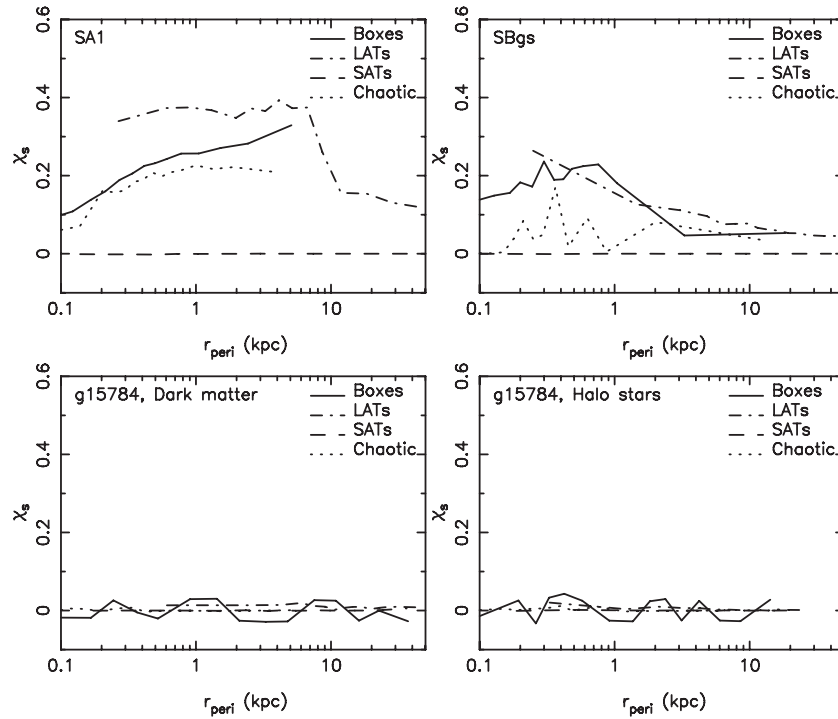 SA1
Boxes
LATs
SATs
Chaotic
0.6
0.4
0.2
0
χs
0.1
1
10
rperi (kpc)
SBgs
Boxes
LATs
SATs
Chaotic
0.6
0.4
0.2
0
χs
0.1
1
10
rperi (kpc)
g15784, Dark matter
Boxes
LATs
SATs
Chaotic
0.6
0.4
0.2
0
χs
0.1
1
10
rperi (kpc)
g15784, Halo stars
Boxes
LATs
SATs
Chaotic
0.6
0.4
0.2
0
χs
0.1
1
10
rperi (kpc)